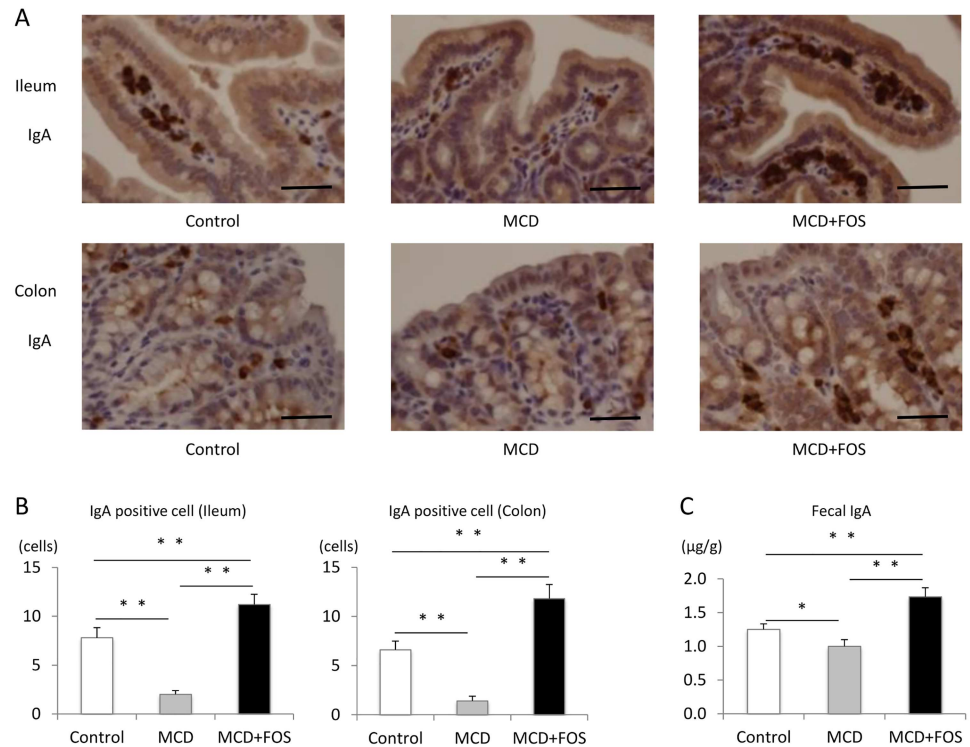 A
Ileum
IgA
Control
MCD
MCD+FOS
Colon
IgA
Control
MCD
MCD+FOS
B
IgA positive cell (Ileum)
(cells)
* *
* *
* *
15
10
5
0
Control
MCD
MCD+FOS
IgA positive cell (Colon)
(cells)
* *
* *
* *
15
10
5
0
Control
MCD
MCD+FOS
C
Fecal IgA
(µg/g)
* *
* *
*
2.0
1.5
1.0
0.5
0.0
Control
MCD
MCD+FOS